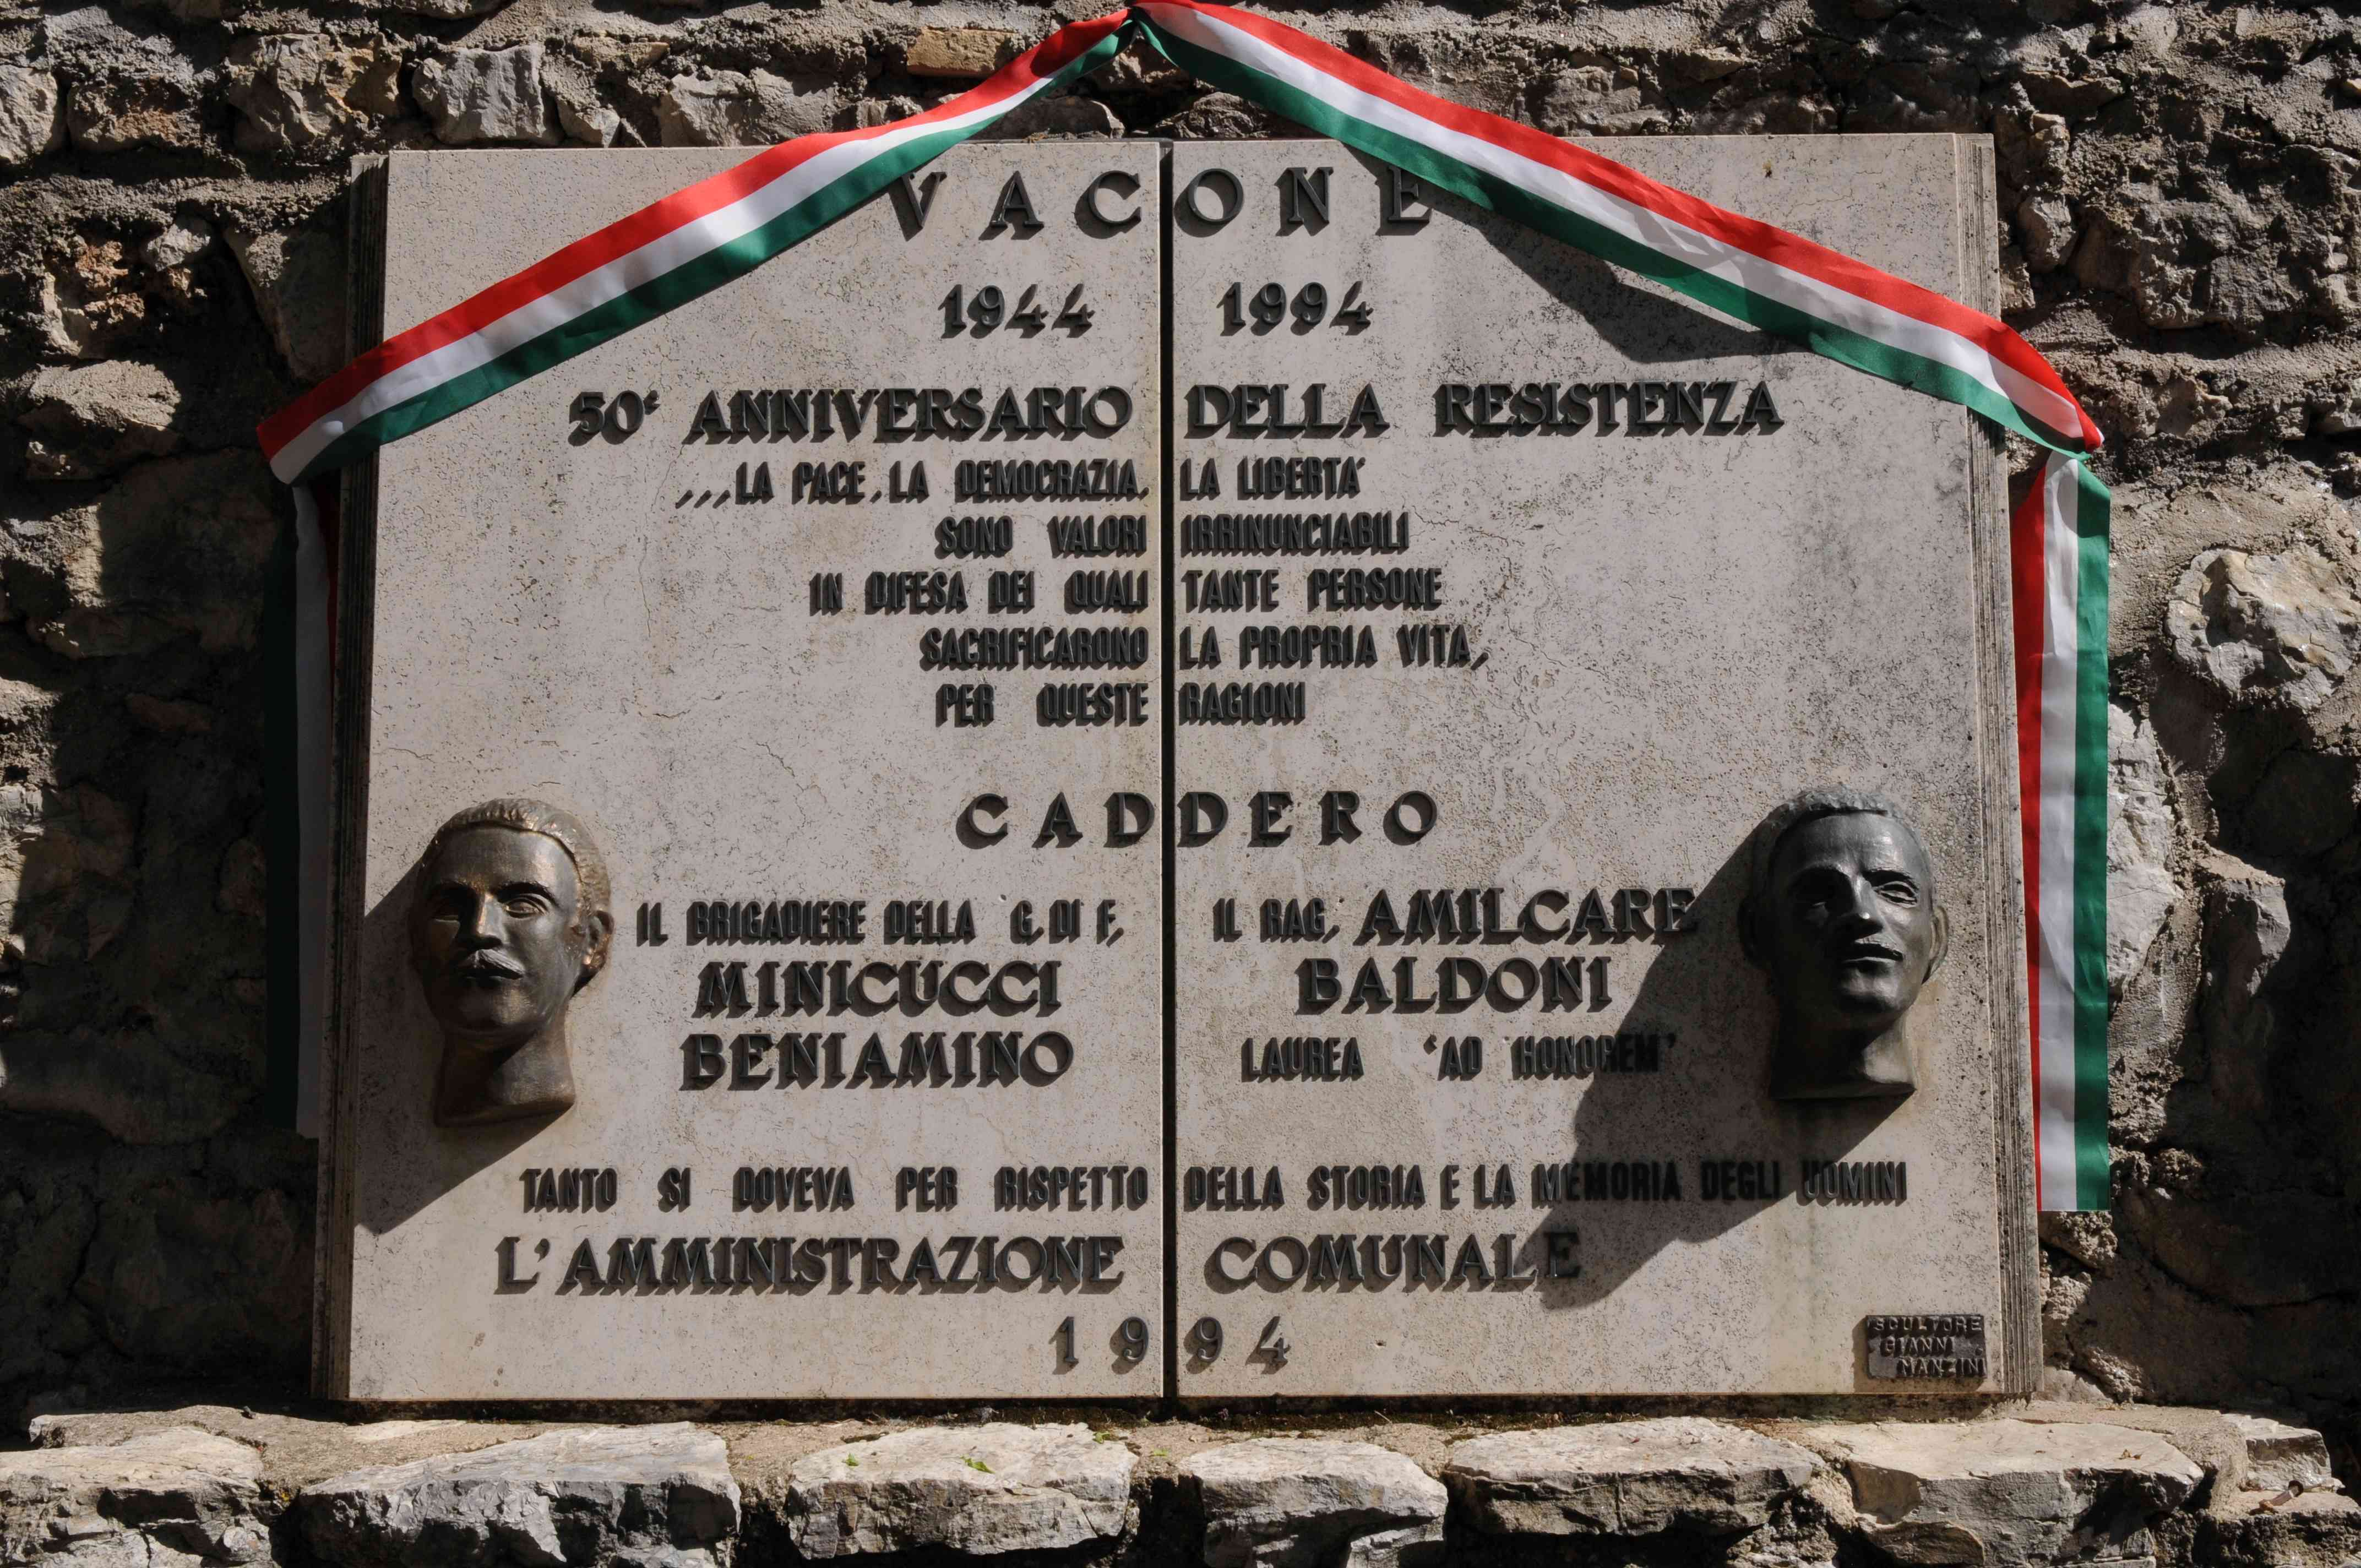 VACONE
1944 1994
50° ANNIVERSARIO DELLA RESISTENZA
,,,LA PACE, LA DEMOCRAZIA, LA LIBERTA'
SONO VALORI IRRINUNCIABILI
IN DIFESA DEI QUALI TANTE PERSONE
SACRIFICARONO LA PROPRIA VITA,
PER QUESTE RAGIONI
CADDERO
IL BRIGADIERE DELLA G. DI F,
MINICUCCI
BENIAMINO
IL RAG, AMILCARE
BALDONI
LAUREA 'AD HONOREM'
TANTO SI DOVEVA PER RISPETTO DELLA STORIA E LA MEMORIA DEGLI UOMINI
L'AMMINISTRAZIONE COMUNALE
1994
SCULTORE
GIANNI
MANZINI